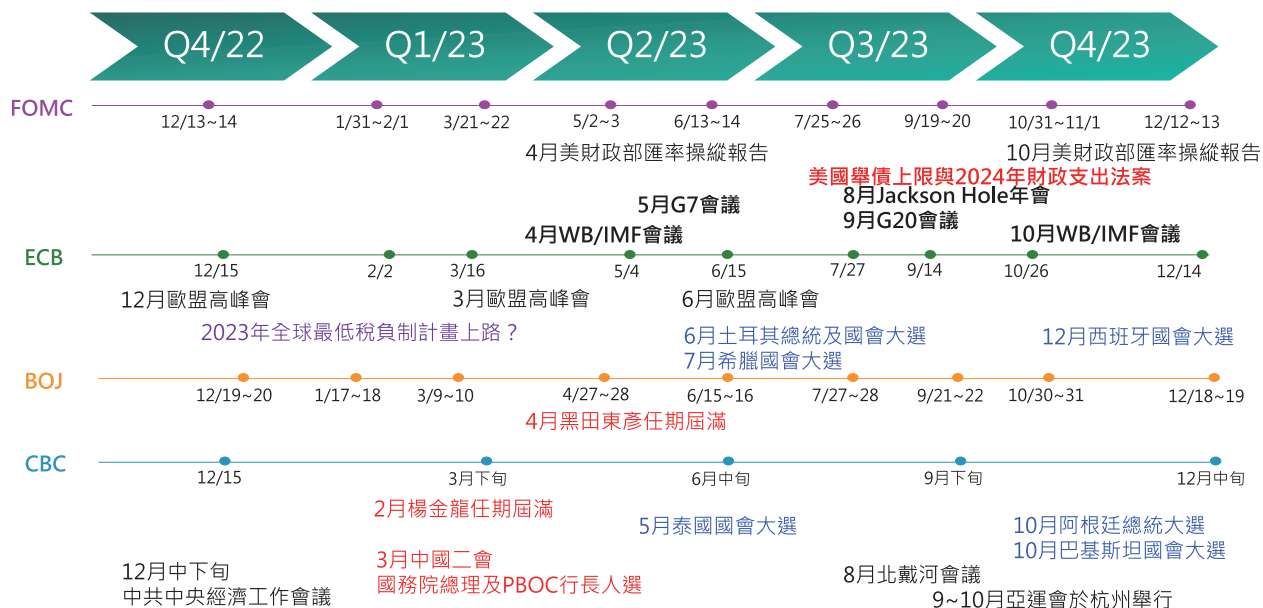 Q4/22 Q1/23 Q2/23 Q3/23 Q4/23
FOMC
12/13~14 1/31~2/1 3/21~22 5/2~3 6/13~14 7/25~26 9/19~20 10/31~11/1 12/12~13
4月美財政部匯率操縱報告 10月美財政部匯率操縱報告
美國舉債上限與2024年財政支出法案
5月G7會議 8月Jackson Hole年會
9月G20會議
4月WB/IMF會議 10月WB/IMF會議
ECB
12/15 2/2 3/16 5/4 6/15 7/27 9/14 10/26 12/14
12月歐盟高峰會 3月歐盟高峰會 6月歐盟高峰會
2023年全球最低稅負制計畫上路？ 6月土耳其總統及國會大選 12月西班牙國會大選
7月希臘國會大選
BOJ
12/19~20 1/17~18 3/9~10 4/27~28 6/15~16 7/27~28 9/21~22 10/30~31 12/18~19
4月黑田東彥任期屆滿
CBC
12/15 3月下旬 6月中旬 9月下旬 12月中旬
2月楊金龍任期屆滿 5月泰國國會大選 10月阿根廷總統大選
10月巴基斯坦國會大選
3月中國二會
國務院總理及PBOC行長人選
12月中下旬
中共中央經濟工作會議
8月北戴河會議
9~10月亞運會於杭州舉行